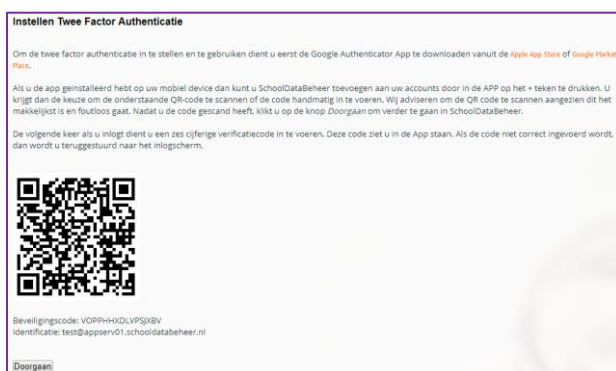 Instellen Twee Factor Authenticatie
Om de twee factor authenticatie in te stellen en te gebruiken dient u eerst de Google Authenticator App te downloaden vanuit de Apple App Store of Google Market
Place.
Als u de app geinstalleerd hebt op uw mobiel device dan kunt u SchoolDataBeheer toevoegen aan uw accounts door in de APP op het + teken te drukken. U
krijgt dan de keuze om de onderstaande QR-code te scannen of de code handmatig in te voeren. Wij adviseren om de QR code te scannen aangezien dit het
makkelijkst is en foutloos gaat. Nadat u de code gescand heeft, klikt u op de knop Doorgaan om verder te gaan in SchoolDataBeheer.
De volgende keer als u inlogt dient u een zes cijferige verificatiecode in te voeren. Deze code ziet u in de App staan. Als de code niet correct ingevoerd wordt,
dan wordt u teruggestuurd naar het inlogscherm.
Beveiligingscode: VOPPHHXDLVPSJXBV
Identificatie: test@appserv01.schooldatabeheer.nl
Doorgaan